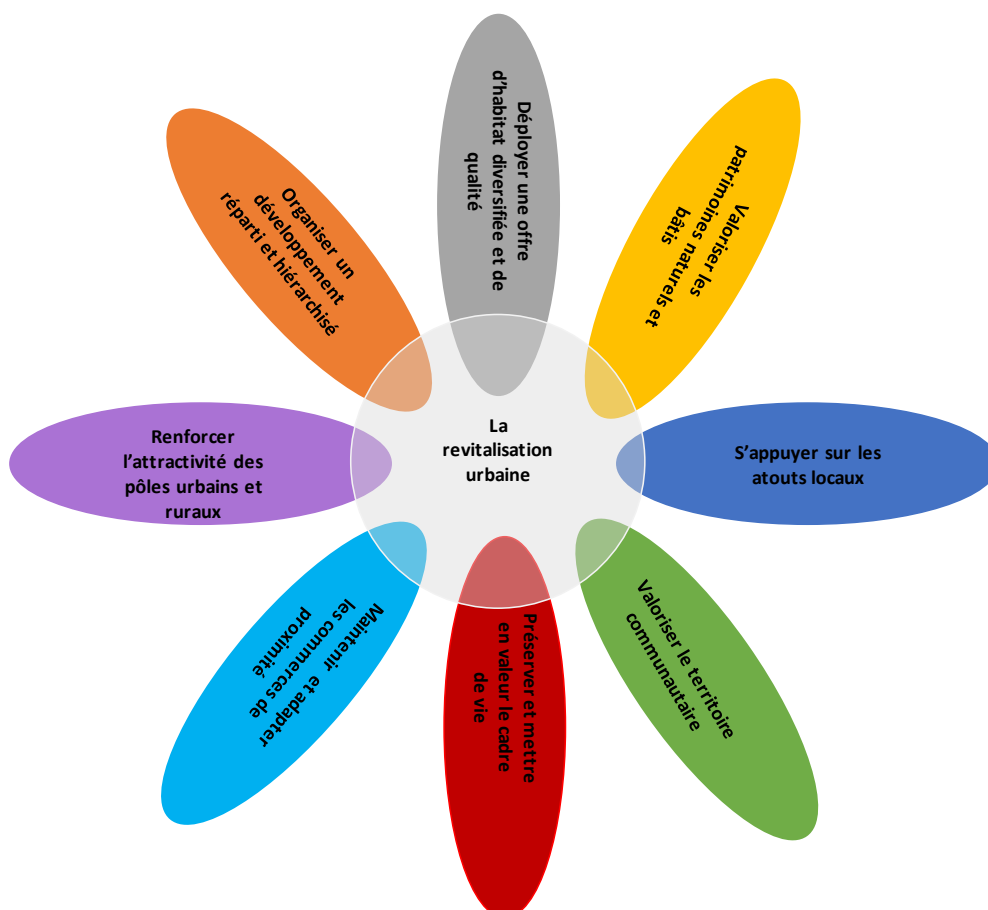 Déployer une offre
d'habitat diversifiée et de
qualité
Valoriser les
patrimoines naturels et
bâtis
S'appuyer sur les
atouts locaux
Valoriser le territoire
communautaire
Préserver et mettre
en valeur le cadre
de vie
Maintenir et adapter
les commerces de
proximité
Renforcer
l'attractivité des
pôles urbains et
ruraux
Organiser un
développement
réparti et hiérarchisé
La
revitalisation
urbaine